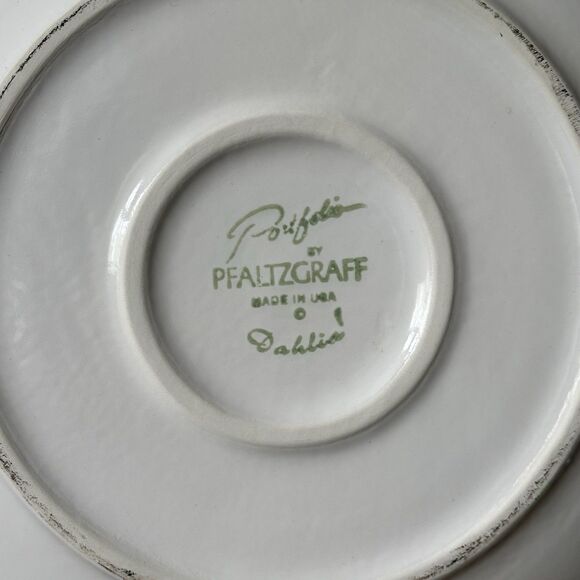 Portfolio
BY
PFALTZGRAFF
MADE IN USA
©
Dahlia